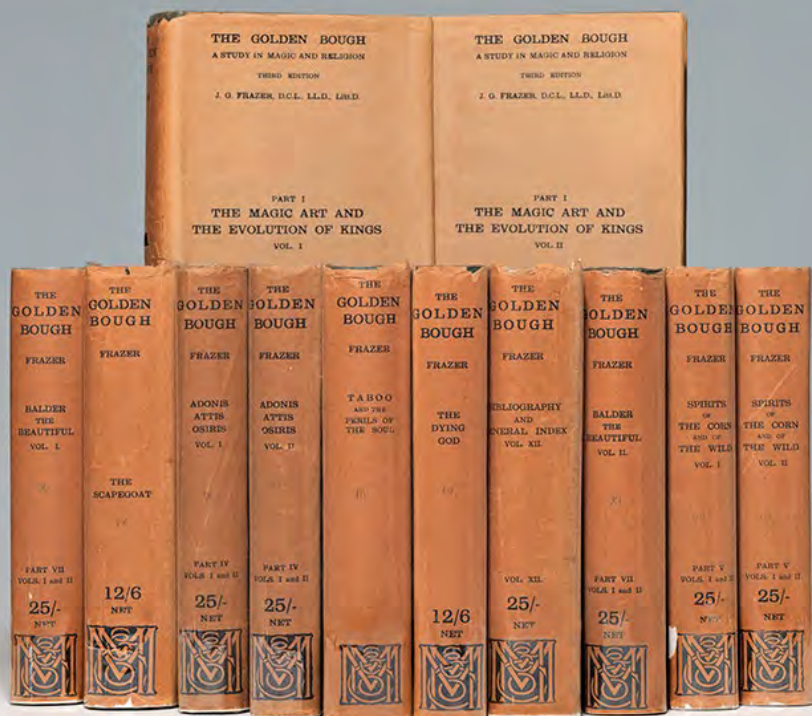 THE GOLDEN BOUGH
A STUDY IN MAGIC AND RELIGION
THIRD EDITION
J. G. FRAZER, D.C.L., LL.D., Litt.D.
PART I
THE MAGIC ART AND
THE EVOLUTION OF KINGS
VOL. I
THE GOLDEN BOUGH
A STUDY IN MAGIC AND RELIGION
THIRD EDITION
J. G. FRAZER, D.C.L., LL.D., Litt.D.
PART I
THE MAGIC ART AND
THE EVOLUTION OF KINGS
VOL. II
THE
GOLDEN
BOUGH
FRAZER
BALDER
THE
BEAUTIFUL
VOL. I.
PART VII
VOLS. I and II
25/-
NET
THE
GOLDEN
BOUGH
FRAZER
THE
SCAPEGOAT
12/6
NET
THE
GOLDEN
BOUGH
FRAZER
ADONIS
ATTIS
OSIRIS
VOL. I
PART IV
VOLS. I and II
25/-
NET
THE
GOLDEN
BOUGH
FRAZER
ADONIS
ATTIS
OSIRIS
VOL. II
PART IV
VOLS. I and II
25/-
NET
THE
GOLDEN
BOUGH
FRAZER
TABOO
AND THE
PERILS OF
THE SOUL
THE
GOLDEN
BOUGH
FRAZER
THE
DYING
GOD
12/6
NET
THE
GOLDEN
BOUGH
FRAZER
BIBLIOGRAPHY
AND
GENERAL INDEX
VOL. XII.
VOL. XII.
25/-
NET
THE
GOLDEN
BOUGH
FRAZER
BALDER
THE
BEAUTIFUL
VOL. II.
XI
PART VII
VOLS. I and II
25/-
NET
THE
GOLDEN
BOUGH
FRAZER
SPIRITS
OF
THE CORN
AND OF
THE WILD
VOL. I
PART V
VOLS. I and II
25/-
NET
THE
GOLDEN
BOUGH
FRAZER
SPIRITS
OF
THE CORN
AND OF
THE WILD
VOL. II
PART V
VOLS. I and II
25/-
NET